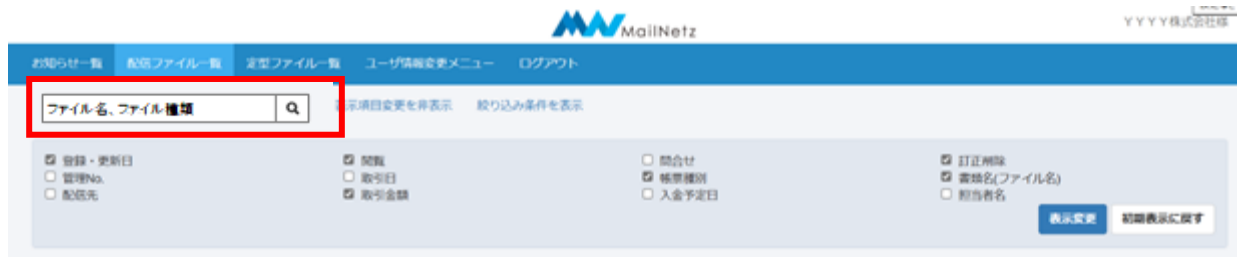 MW MailNetz
YYYY株式会社様
お知らせ一覧 配信ファイル一覧 定型ファイル一覧 ユーザ情報変更メニュー ログアウト
ファイル名、ファイル種類 表示項目変更を非表示 絞り込み条件を表示
登録・更新日 閲覧 問合せ 訂正削除
管理No. 取引日 帳票種別 書類名(ファイル名)
配信先 取引金額 入金予定日 担当者名
表示変更 初期表示に戻す